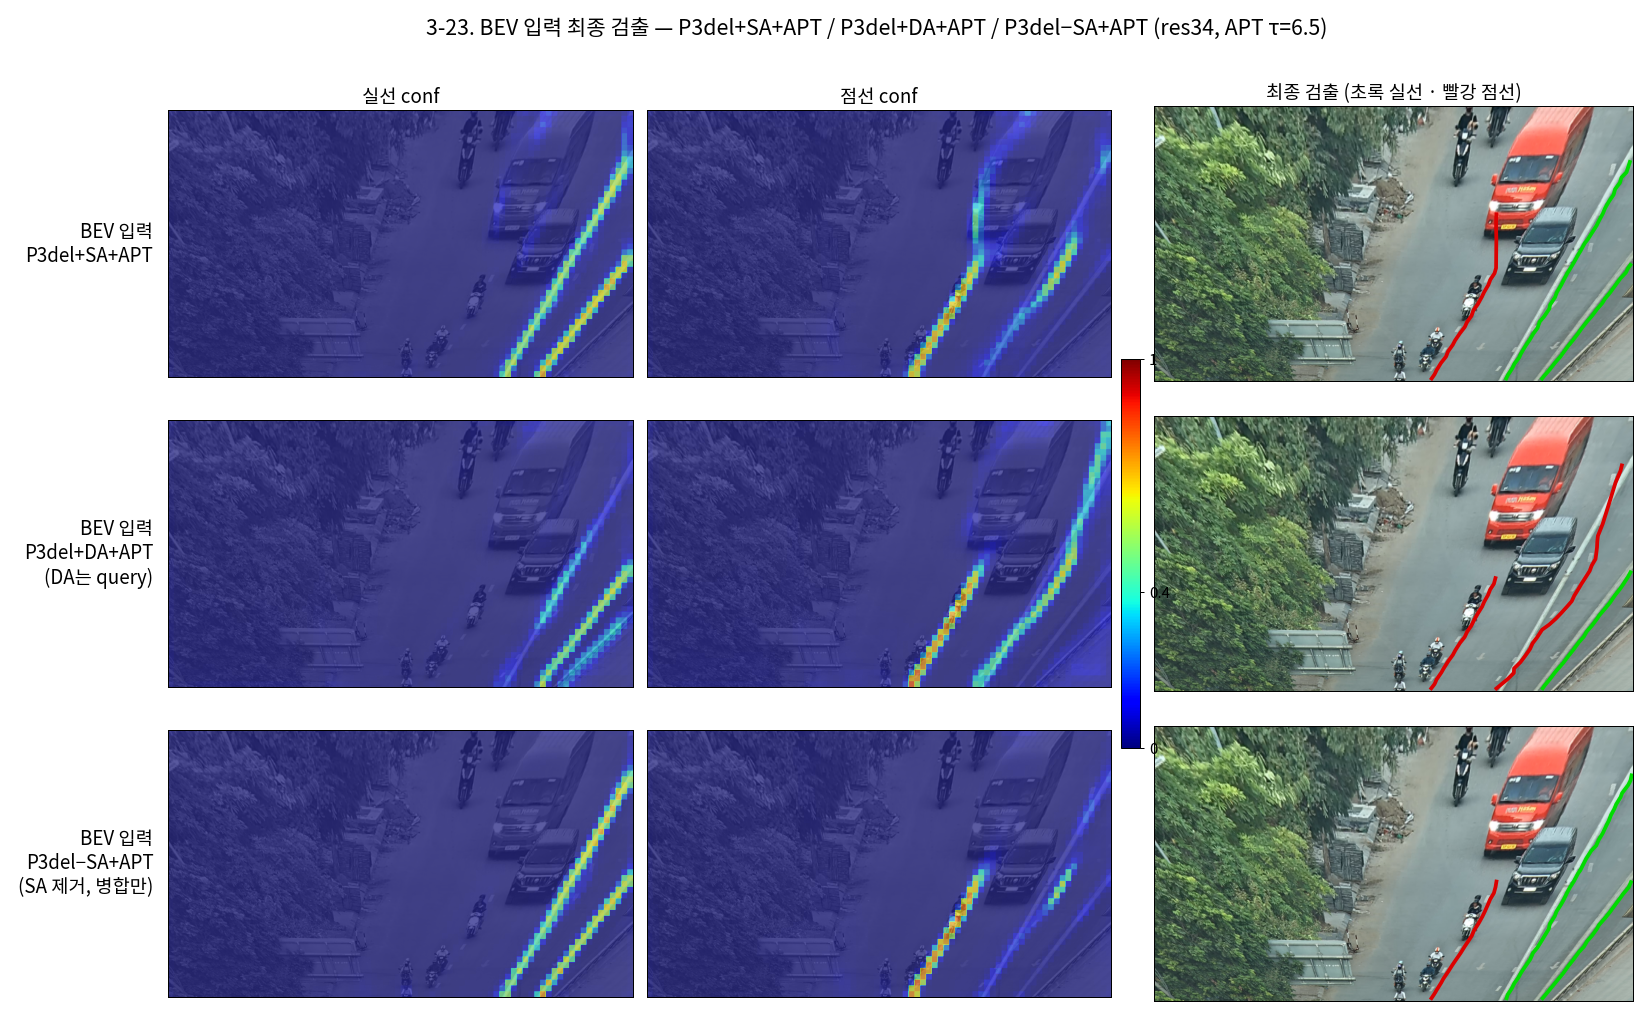 3-23. BEV 입력 최종 검출 — P3del+SA+APT / P3del+DA+APT / P3del−SA+APT (res34, APT τ=6.5)
실선 conf
점선 conf
최종 검출 (초록 실선 · 빨강 점선)
BEV 입력
P3del+SA+APT
BEV 입력
P3del+DA+APT
(DA는 query)
BEV 입력
P3del−SA+APT
(SA 제거, 병합만)
1
0.4
0